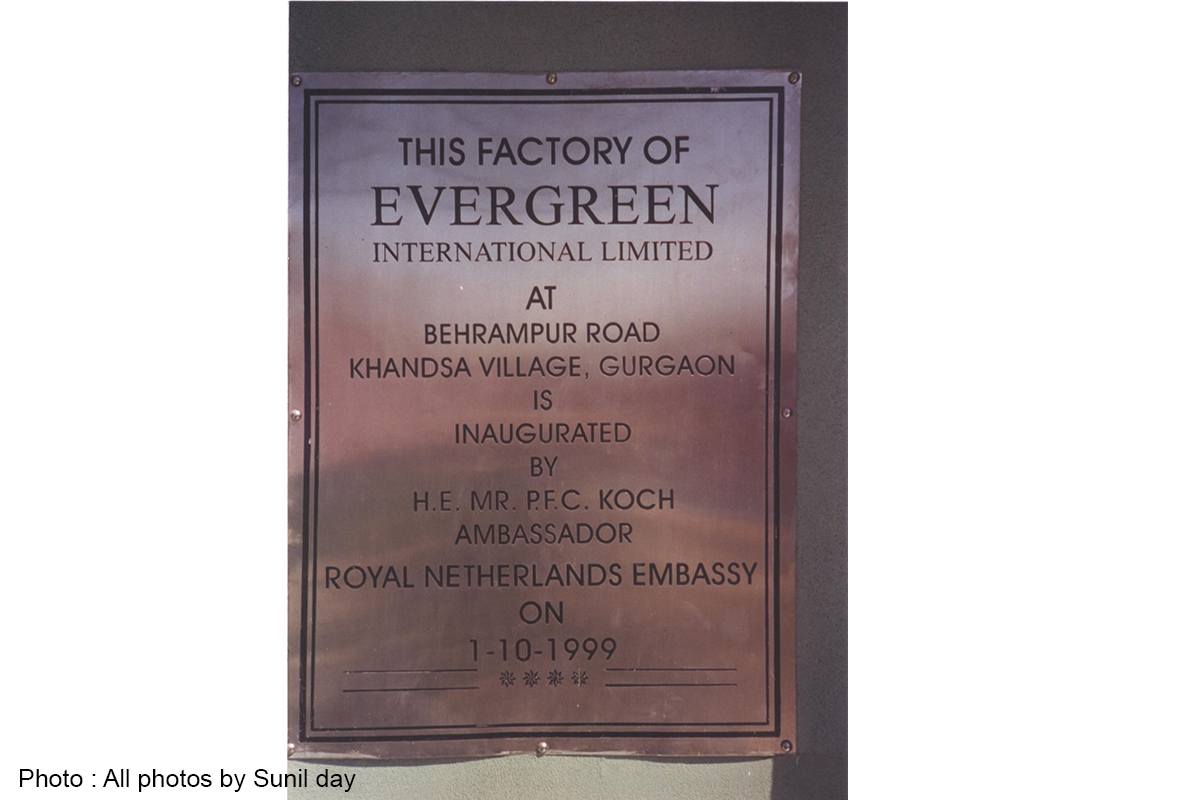 THIS FACTORY OF
EVERGREEN
INTERNATIONAL LIMITED
AT
BEHRAMPUR ROAD
KHANDSA VILLAGE, GURGAON
IS
INAUGURATED
BY
H.E. MR. P.F.C. KOCH
AMBASSADOR
ROYAL NETHERLANDS EMBASSY
ON
1-10-1999
Photo : All photos by Sunil day